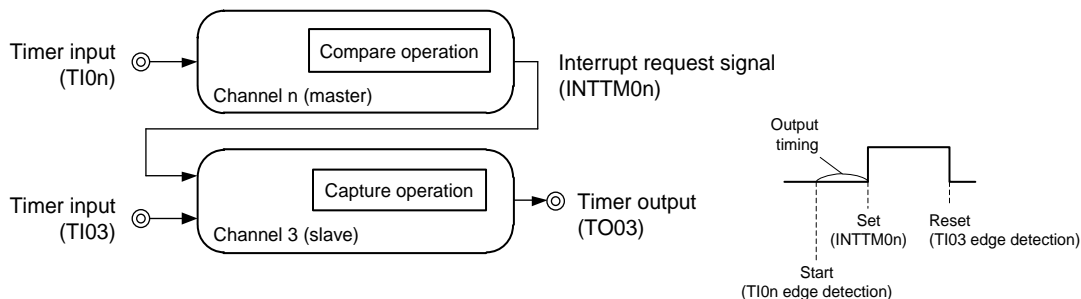 Timer input
(TI0n)
Compare operation
Channel n (master)
Interrupt request signal
(INTTM0n)
Timer input
(TI03)
Capture operation
Channel 3 (slave)
Timer output
(TO03)
Output
timing
Set
(INTTM0n)
Reset
(TI03 edge detection)
Start
(TI0n edge detection)